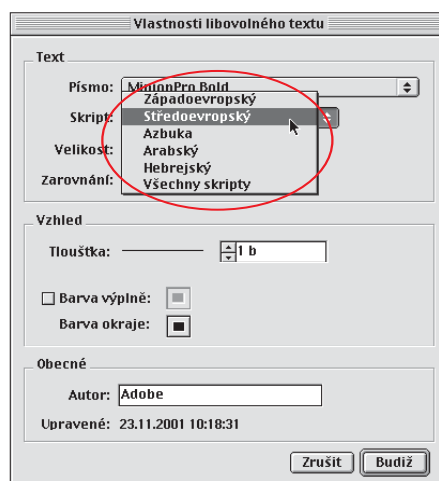 Vlastnosti libovolného textu
Text
Písmo: MinionPro Bold
Západoevropský
Skript: Středoevropský
Azbuka
Velikost: Arabský
Hebrejský
Zarovnání: Všechny skripty
Vzhled
Tloušťka: 1 b
Barva výplně:
Barva okraje:
Obecné
Autor: Adobe
Upravené: 23.11.2001 10:18:31
Zrušit Budiž